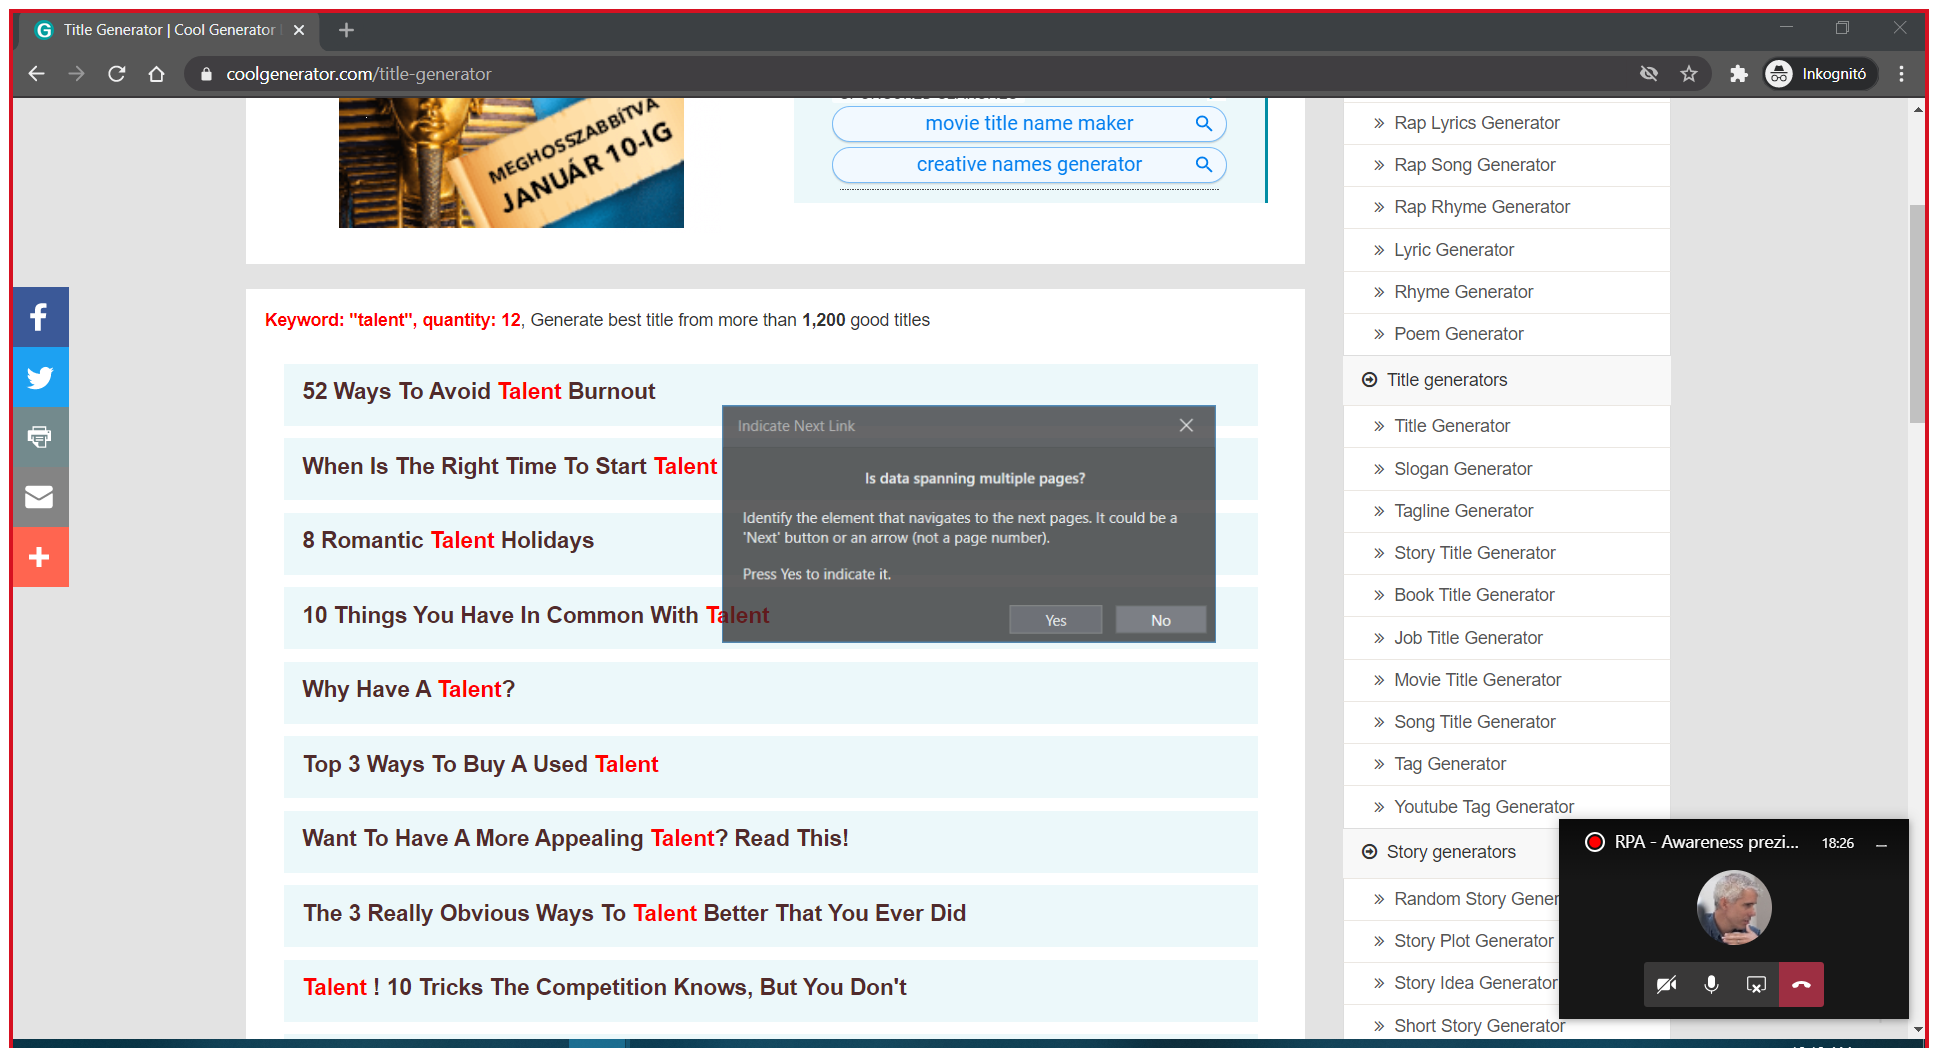 Title Generator | Cool Generator
coolgenerator.com/title-generator
Inkognitó
MEGHOSSZABBÍTVA
JANUÁR 10-IG
movie title name maker
creative names generator
Keyword: "talent", quantity: 12, Generate best title from more than 1,200 good titles
52 Ways To Avoid Talent Burnout
When Is The Right Time To Start Talent
8 Romantic Talent Holidays
10 Things You Have In Common With Talent
Why Have A Talent?
Top 3 Ways To Buy A Used Talent
Want To Have A More Appealing Talent? Read This!
The 3 Really Obvious Ways To Talent Better That You Ever Did
Talent ! 10 Tricks The Competition Knows, But You Don't
Indicate Next Link
Is data spanning multiple pages?
Identify the element that navigates to the next pages. It could be a
'Next' button or an arrow (not a page number).
Press Yes to indicate it.
Yes
No
Rap Lyrics Generator
Rap Song Generator
Rap Rhyme Generator
Lyric Generator
Rhyme Generator
Poem Generator
Title generators
Title Generator
Slogan Generator
Tagline Generator
Story Title Generator
Book Title Generator
Job Title Generator
Movie Title Generator
Song Title Generator
Tag Generator
Youtube Tag Generator
Story generators
Random Story Gener
Story Plot Generator
Story Idea Generator
Short Story Generator
RPA - Awareness prezi... 18:26